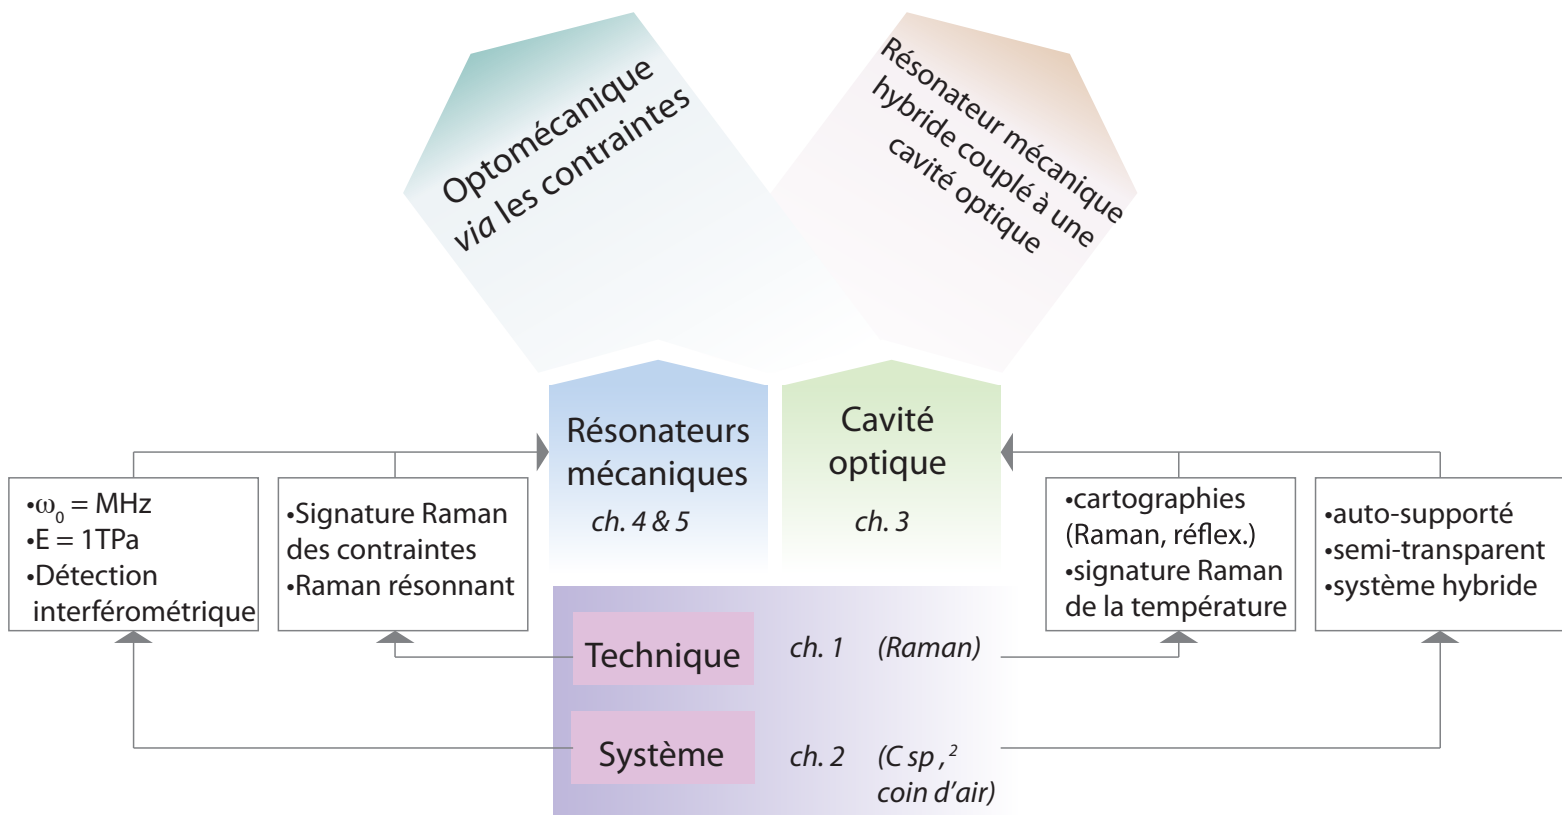 Optomécanique
via les contraintes
Résonateur mécanique
hybride couplé à une
cavité optique
Résonateurs
mécaniques
ch. 4 & 5
Cavité
optique
ch. 3
•ω₀ = MHz
•E = 1TPa
•Détection
interférométrique
•Signature Raman
des contraintes
•Raman résonnant
•cartographies
(Raman, réflex.)
•signature Raman
de la température
•auto-supporté
•semi-transparent
•système hybride
Technique
ch. 1 (Raman)
Système
ch. 2 (C sp ,²
coin d'air)